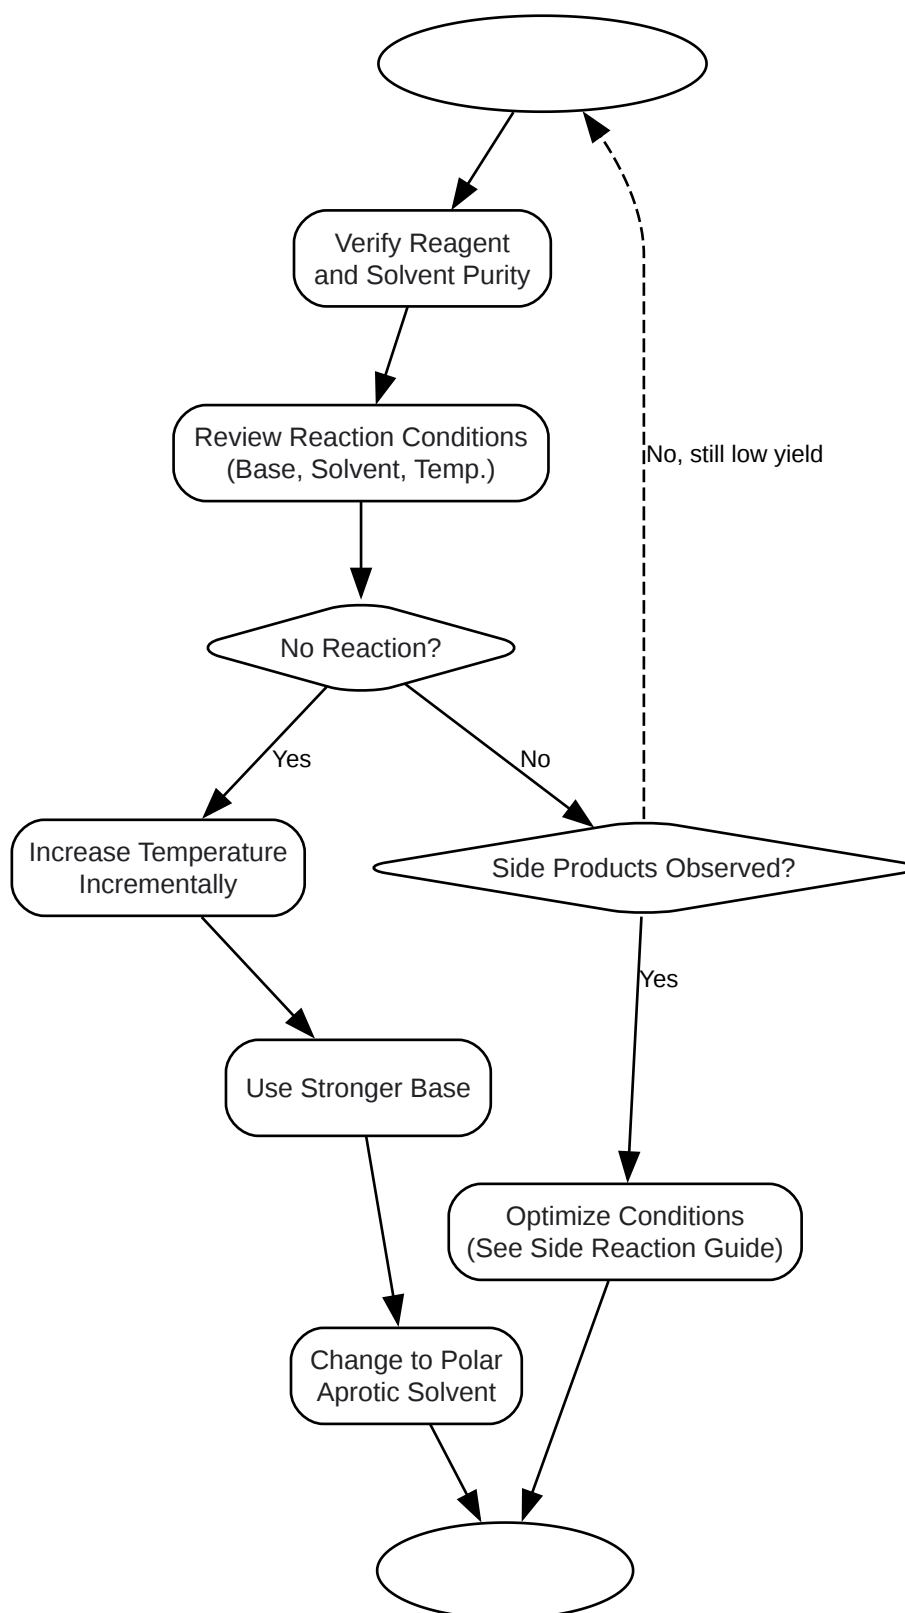 Verify Reagent
and Solvent Purity
Review Reaction Conditions
(Base, Solvent, Temp.)
No, still low yield
No Reaction?
Yes
No
Increase Temperature
Incrementally
Side Products Observed?
Yes
Use Stronger Base
Optimize Conditions
(See Side Reaction Guide)
Change to Polar
Aprotic Solvent